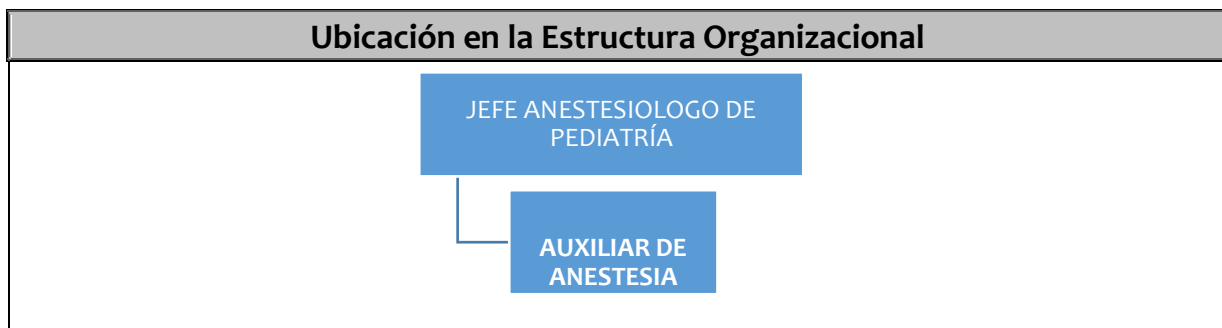 Ubicación en la Estructura Organizacional
JEFE ANESTESIOLOGO DE
PEDIATRÍA
AUXILIAR DE
ANESTESIA